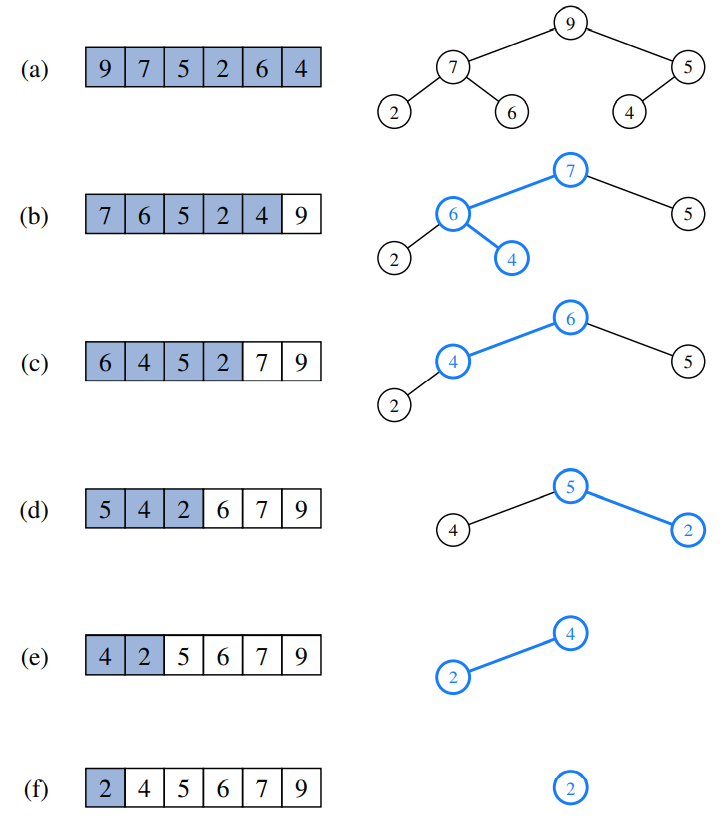 (a) 9 7 5 2 6 4
9
7 5
2 6 4
(b) 7 6 5 2 4 9
7
6 5
2 4
(c) 6 4 5 2 7 9
6
4 5
2
(d) 5 4 2 6 7 9
5
4 2
(e) 4 2 5 6 7 9
4
2
(f) 2 4 5 6 7 9
2